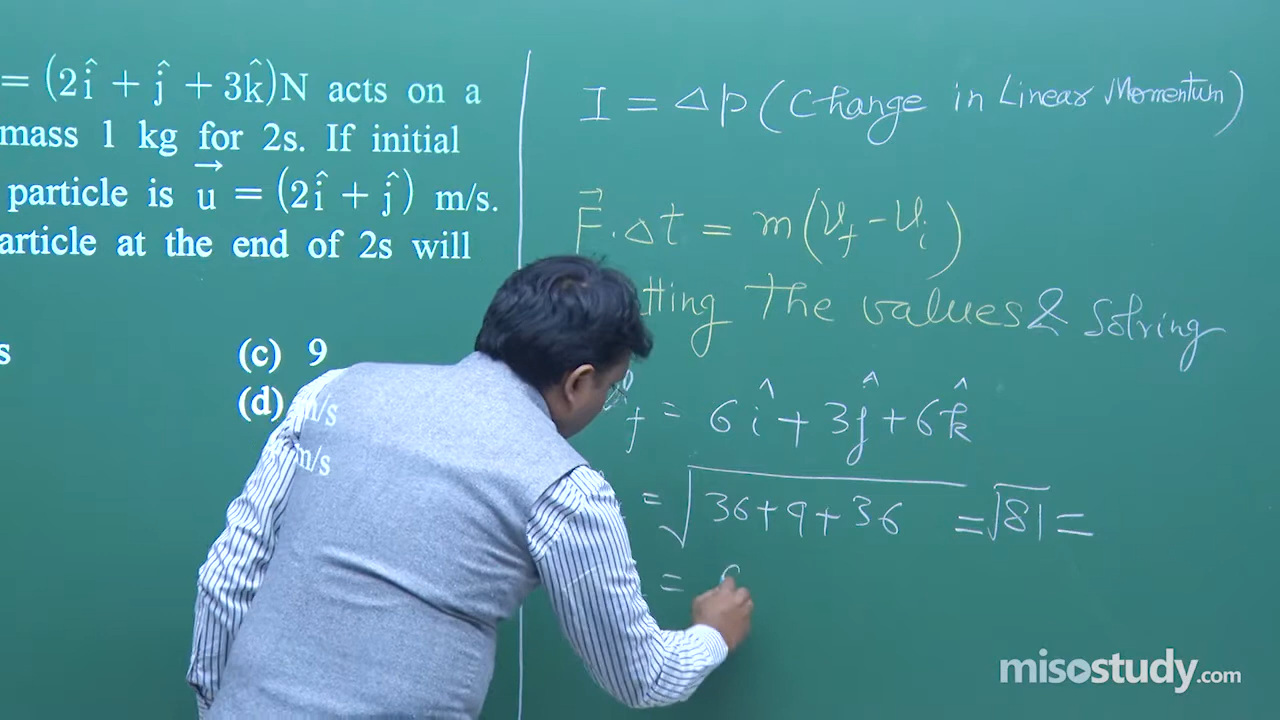 = (2î + ĵ + 3k̂)N acts on a
mass 1 kg for 2s. If initial
particle is u⃗ = (2î + ĵ) m/s.
article at the end of 2s will
s
(c) 9
(d) m/s
m/s
I = Δp (Change in Linear Momentum)
F⃗.Δt = m(v_f - v_i)
tting The values & Solving
f = 6î + 3ĵ + 6k̂
= √36+9+36 = √81 =
=
misostudy.com